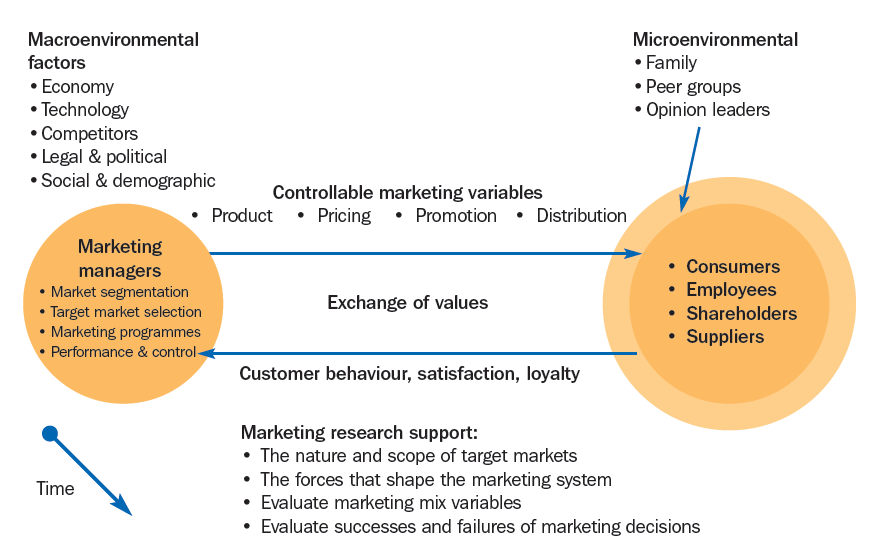 Macroenvironmental
factors
• Economy
• Technology
• Competitors
• Legal & political
• Social & demographic
Microenvironmental
• Family
• Peer groups
• Opinion leaders
Controllable marketing variables
• Product • Pricing • Promotion • Distribution
Marketing
managers
• Market segmentation
• Target market selection
• Marketing programmes
• Performance & control
Exchange of values
• Consumers
• Employees
• Shareholders
• Suppliers
Customer behaviour, satisfaction, loyalty
Time
Marketing research support:
• The nature and scope of target markets
• The forces that shape the marketing system
• Evaluate marketing mix variables
• Evaluate successes and failures of marketing decisions